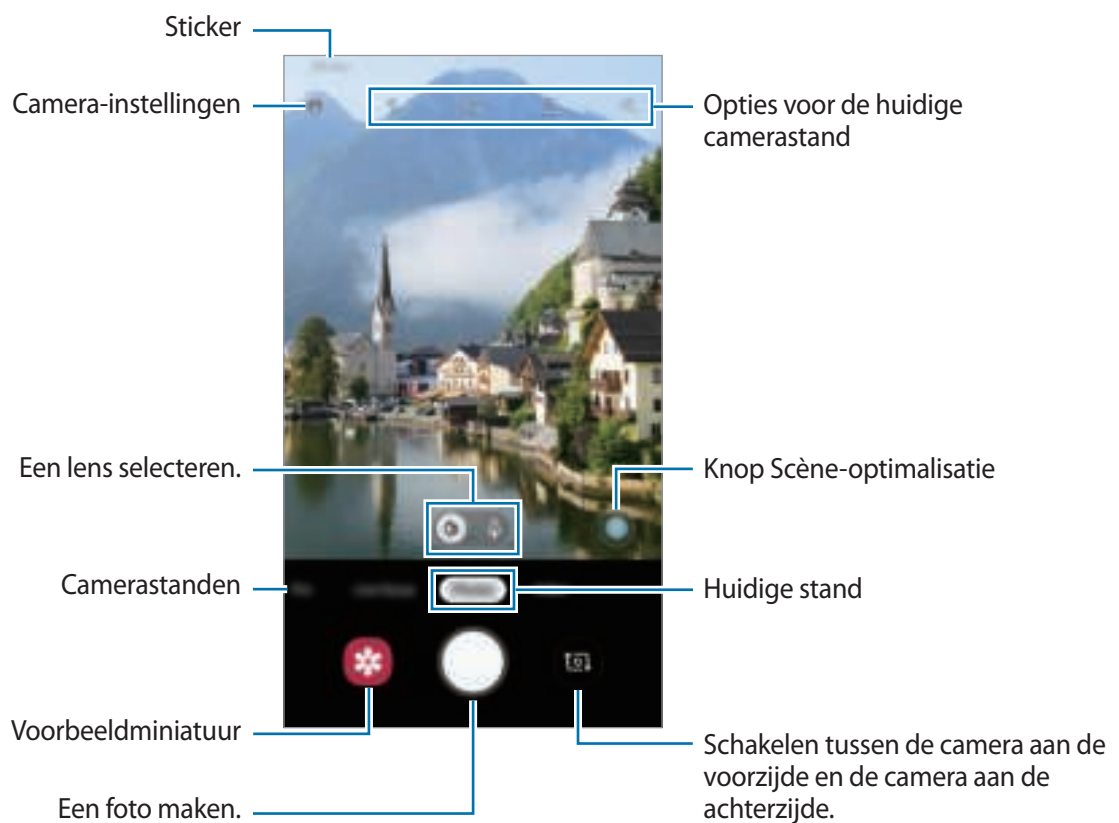 Sticker
Camera-instellingen
Opties voor de huidige
camerastand
Een lens selecteren.
Knop Scène-optimalisatie
Camerastanden
Huidige stand
Voorbeeldminiatuur
Schakelen tussen de camera aan de
voorzijde en de camera aan de
achterzijde.
Een foto maken.